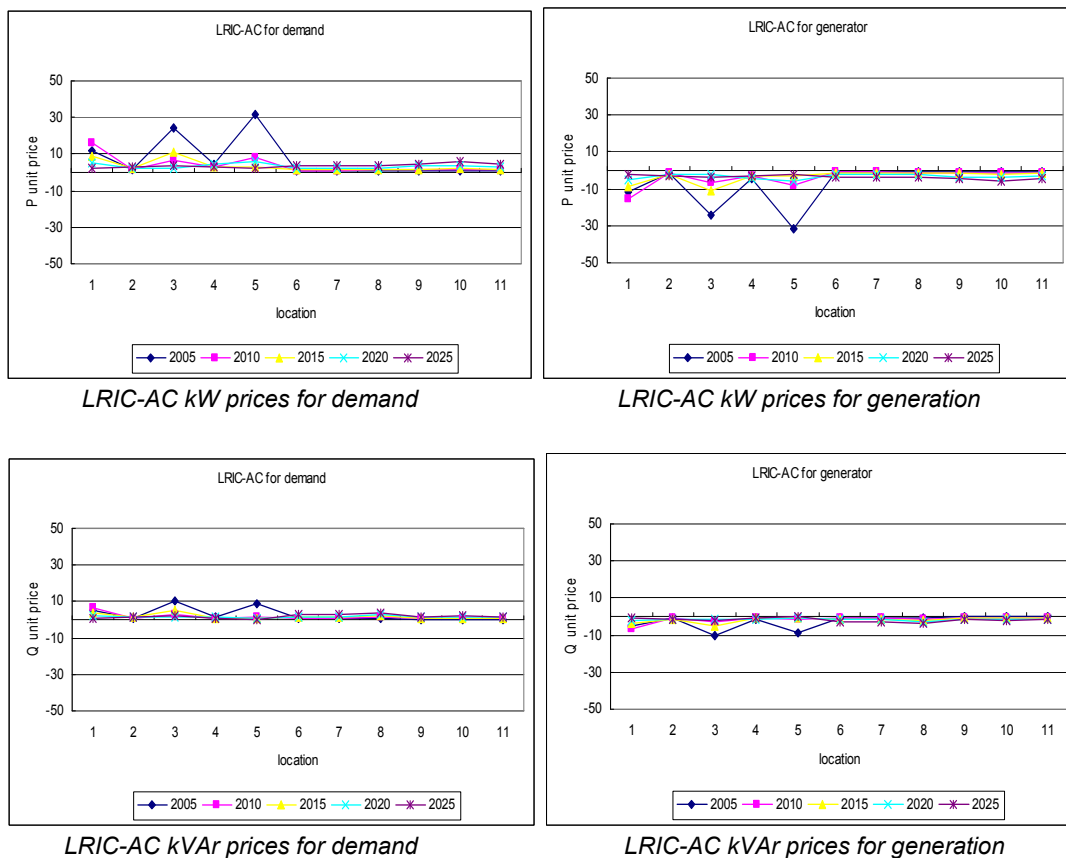 LRIC-AC for demand
50
30
10
-10
-30
-50
P unit price
1 2 3 4 5 6 7 8 9 10 11
location
2005 2010 2015 2020 2025
LRIC-AC kW prices for demand
LRIC-AC for generator
50
30
10
-10
-30
-50
P unit price
1 2 3 4 5 6 7 8 9 10 11
location
2005 2010 2015 2020 2025
LRIC-AC kW prices for generation
LRIC-AC for demand
50
30
10
-10
-30
-50
Q unit price
1 2 3 4 5 6 7 8 9 10 11
location
2005 2010 2015 2020 2025
LRIC-AC kVAr prices for demand
LRIC-AC for generator
50
30
10
-10
-30
-50
Q unit price
1 2 3 4 5 6 7 8 9 10 11
location
2005 2010 2015 2020 2025
LRIC-AC kVAr prices for generation